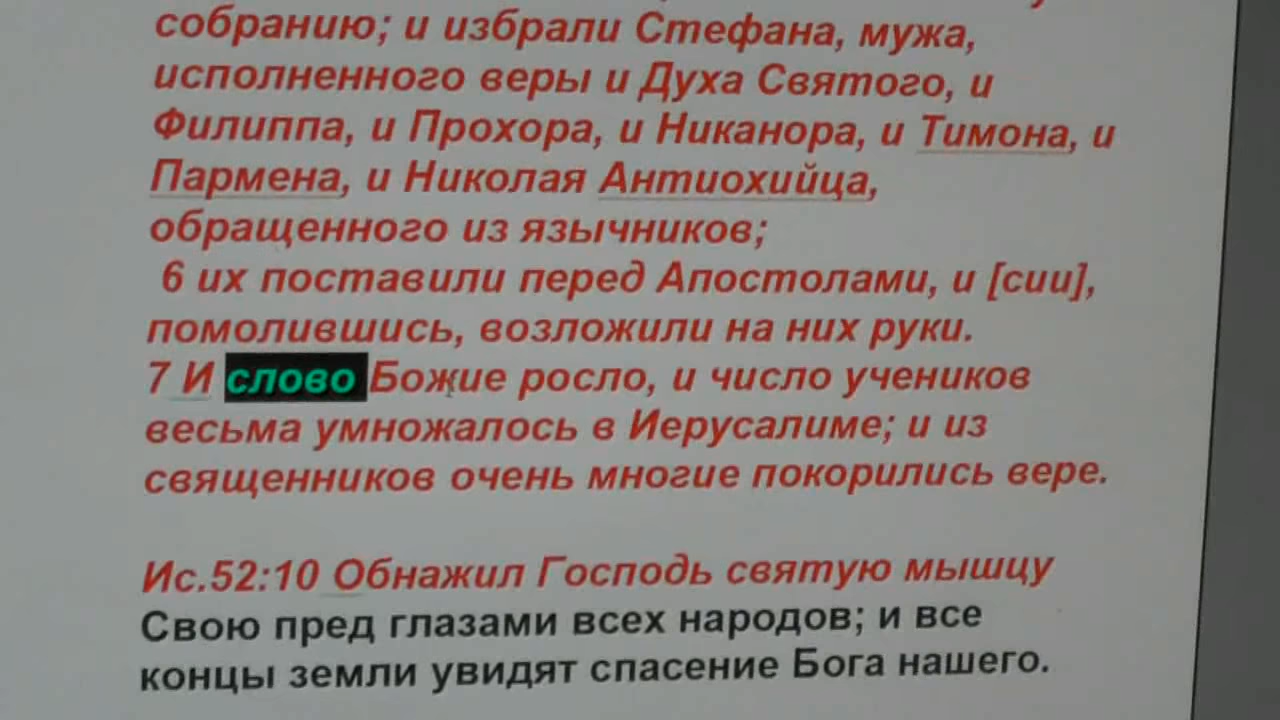 собранию; и избрали Стефана, мужа,
исполненного веры и Духа Святого, и
Филиппа, и Прохора, и Никанора, и Тимона, и
Пармена, и Николая Антиохийца,
обращенного из язычников;
6 их поставили перед Апостолами, и [сии],
помолившись, возложили на них руки.
7 И слово Божие росло, и число учеников
весьма умножалось в Иерусалиме; и из
священников очень многие покорились вере.
Ис.52:10 Обнажил Господь святую мышцу
Свою пред глазами всех народов; и все
концы земли увидят спасение Бога нашего.